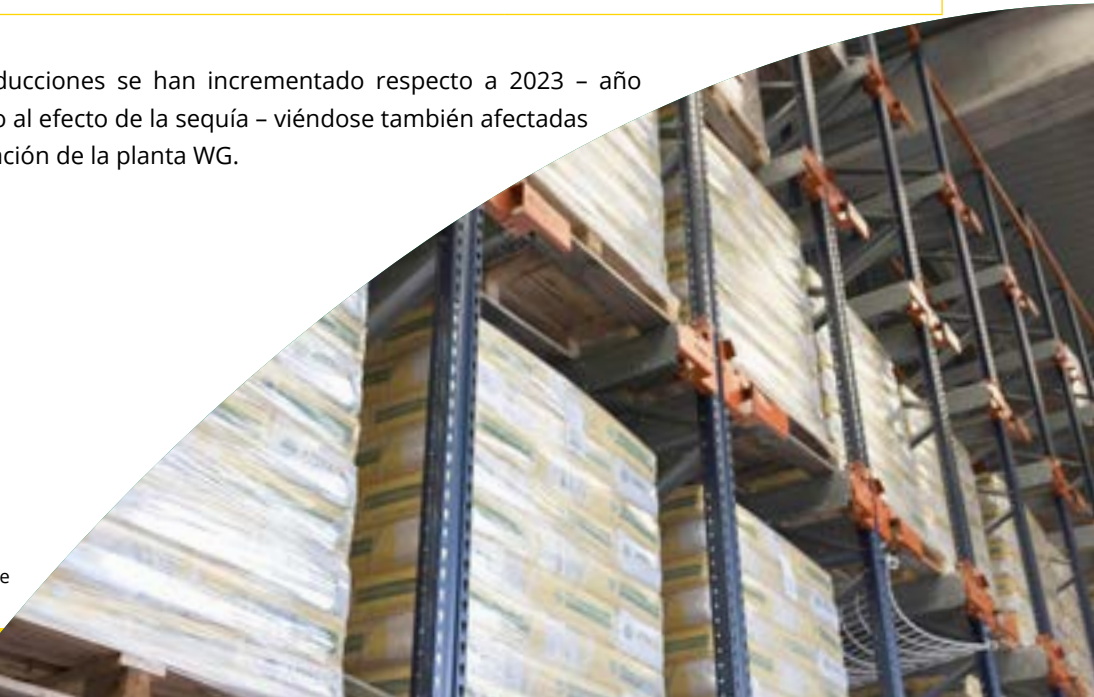 ducciones se han incrementado respecto a 2023 – año
o al efecto de la sequía – viéndose también afectadas
ación de la planta WG.
e